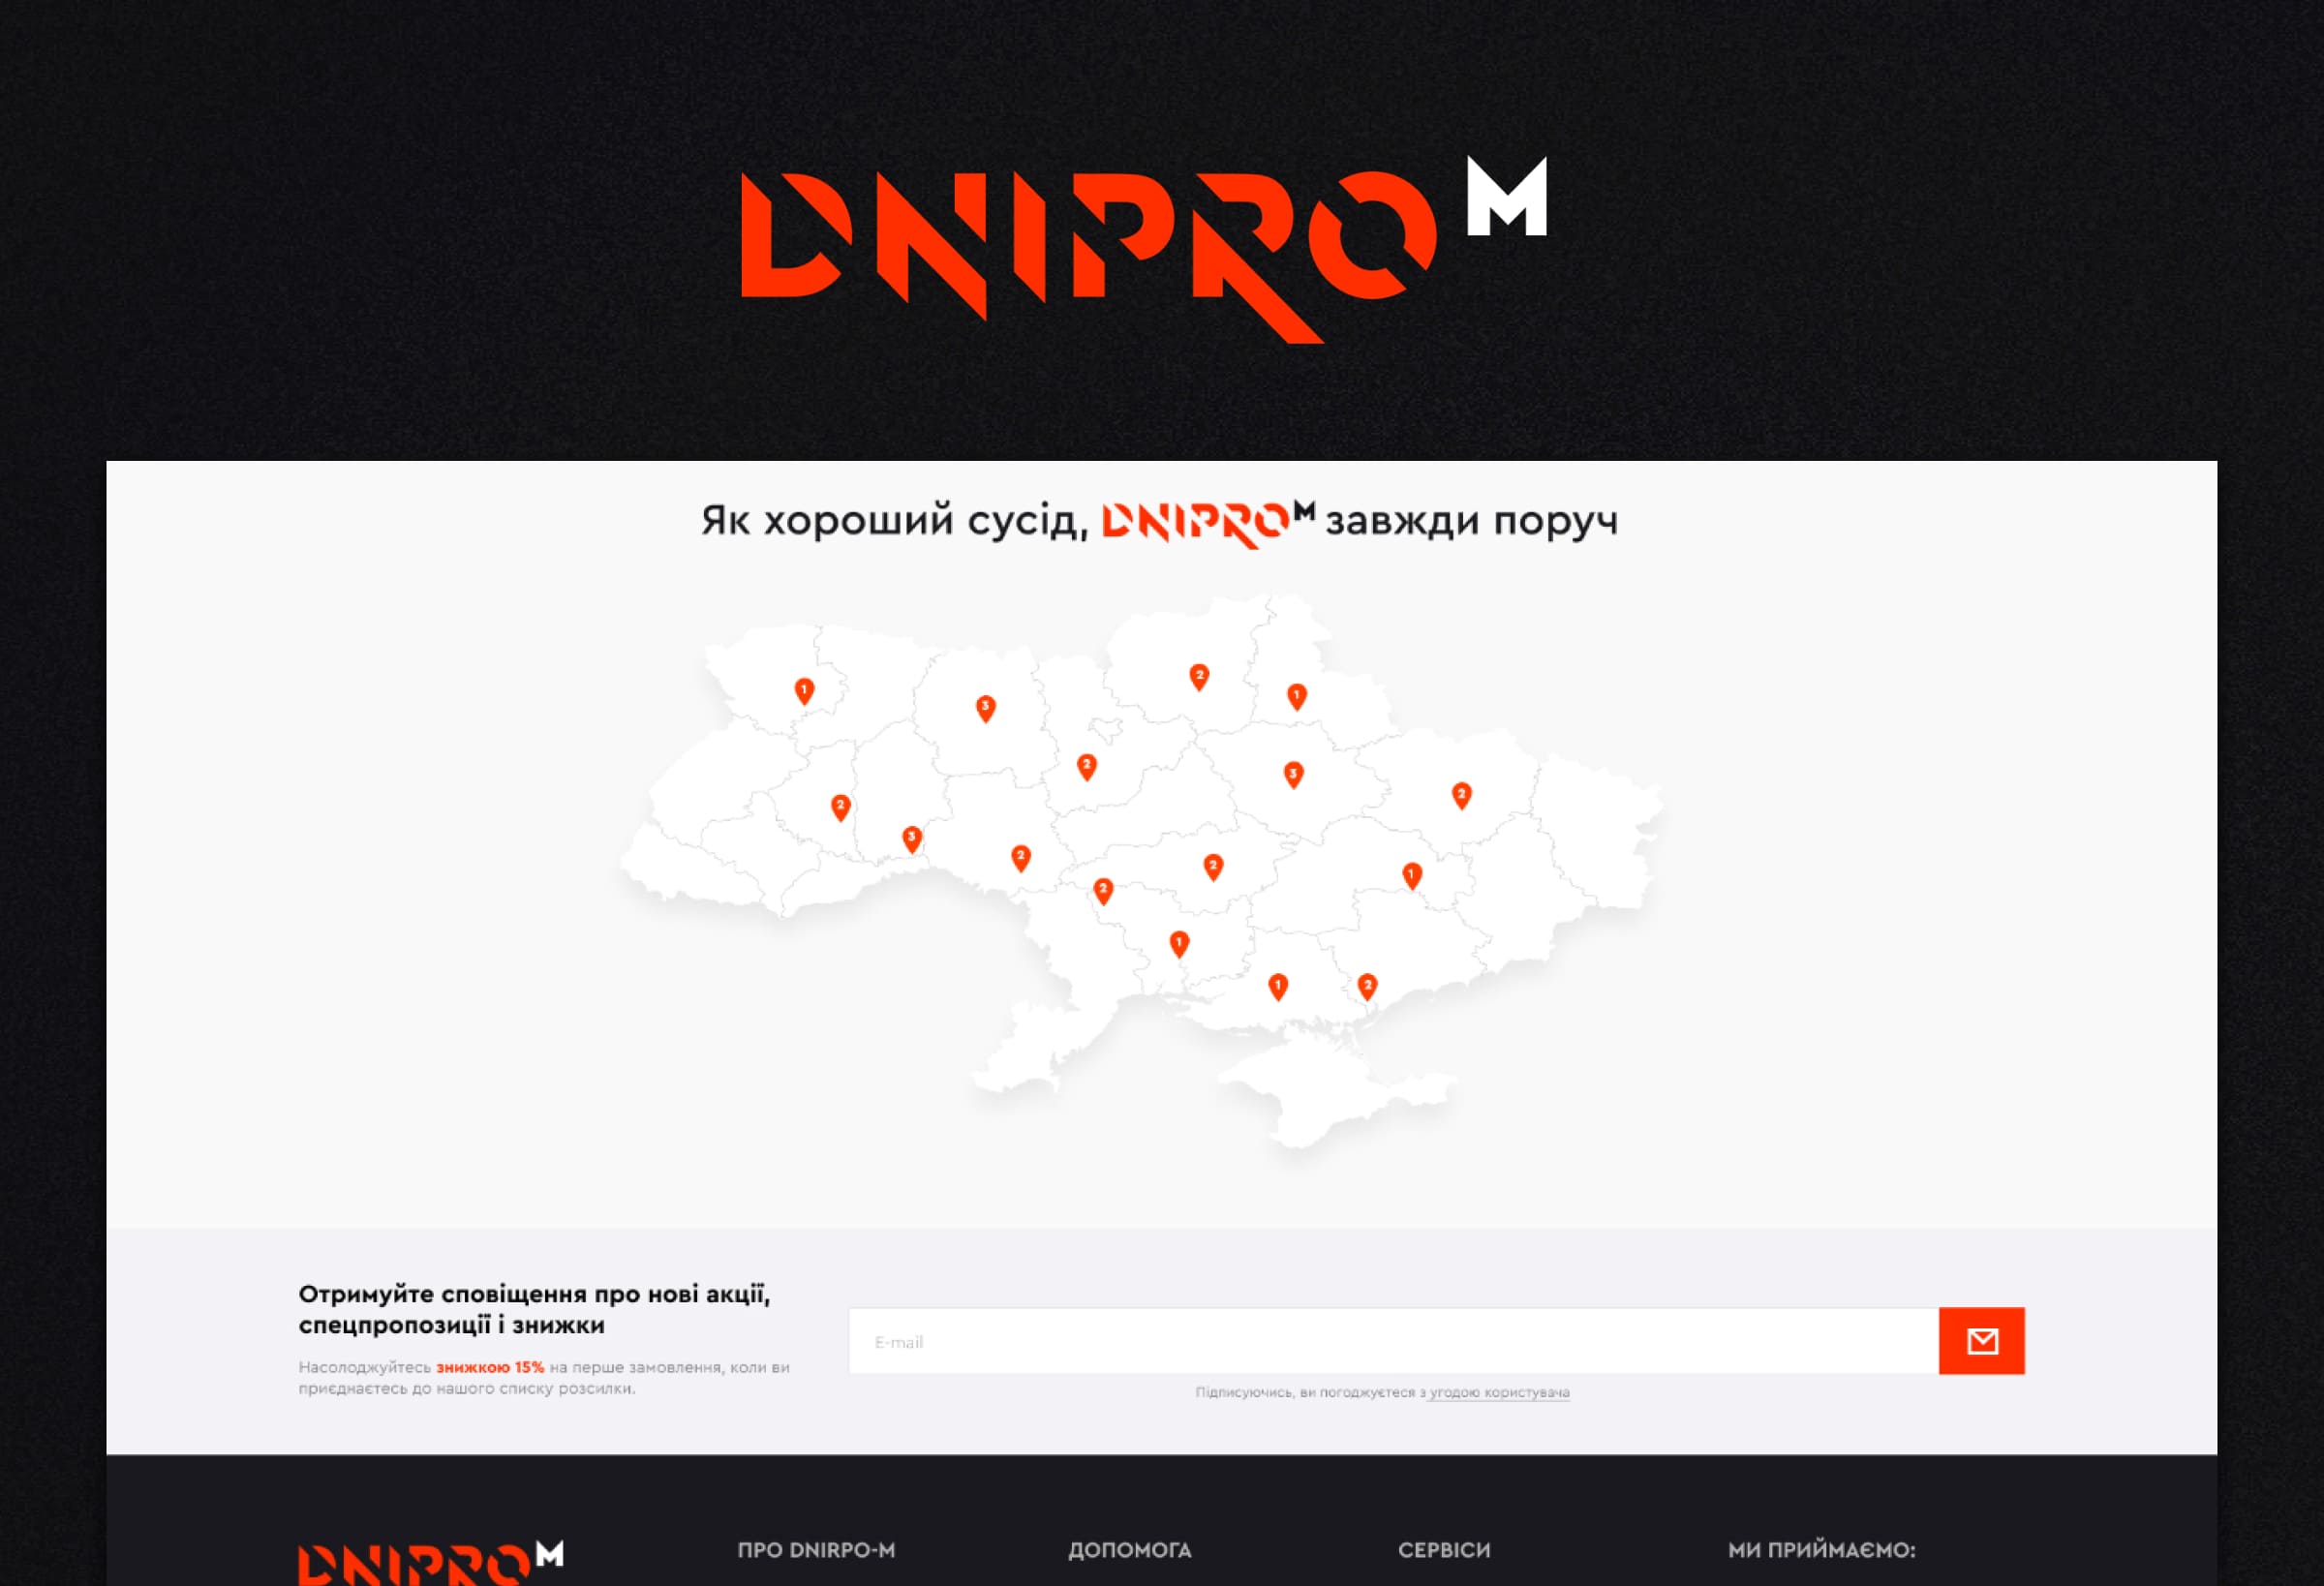 DNIPRO M
Як хороший сусід, DNIPRO M завжди поруч
2
1
1
3
2
3
2
2
3
2
2
1
2
1
1
2
Отримуйте сповіщення про нові акції,
спецпропозиції і знижки
Насолоджуйтесь знижкою 15% на перше замовлення, коли ви
приєднаєтесь до нашого списку розсилки.
E-mail
Підписуючись, ви погоджуєтеся з угодою користувача
DNIPRO M
ПРО DNIRPO-M
ДОПОМОГА
СЕРВІСИ
МИ ПРИЙМАЄМО: